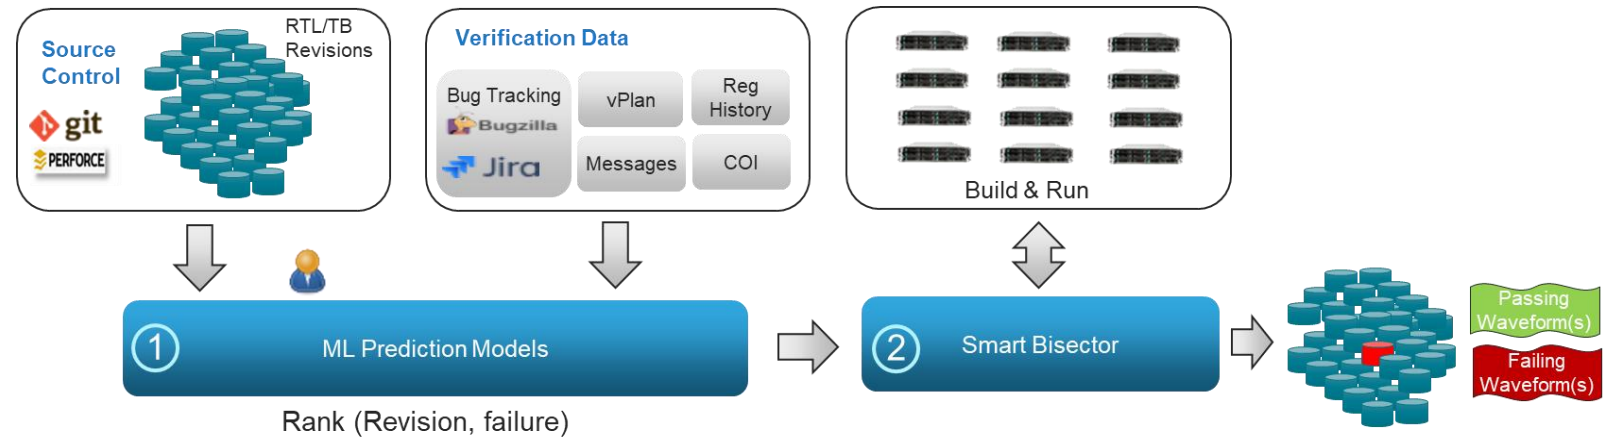 Source
Control
RTL/TB
Revisions
git
PERFORCE
Verification Data
Bug Tracking
Bugzilla
Jira
vPlan
Reg
History
Messages
COI
Build & Run
1
ML Prediction Models
Rank (Revision, failure)
2
Smart Bisector
Passing
Waveform(s)
Failing
Waveform(s)